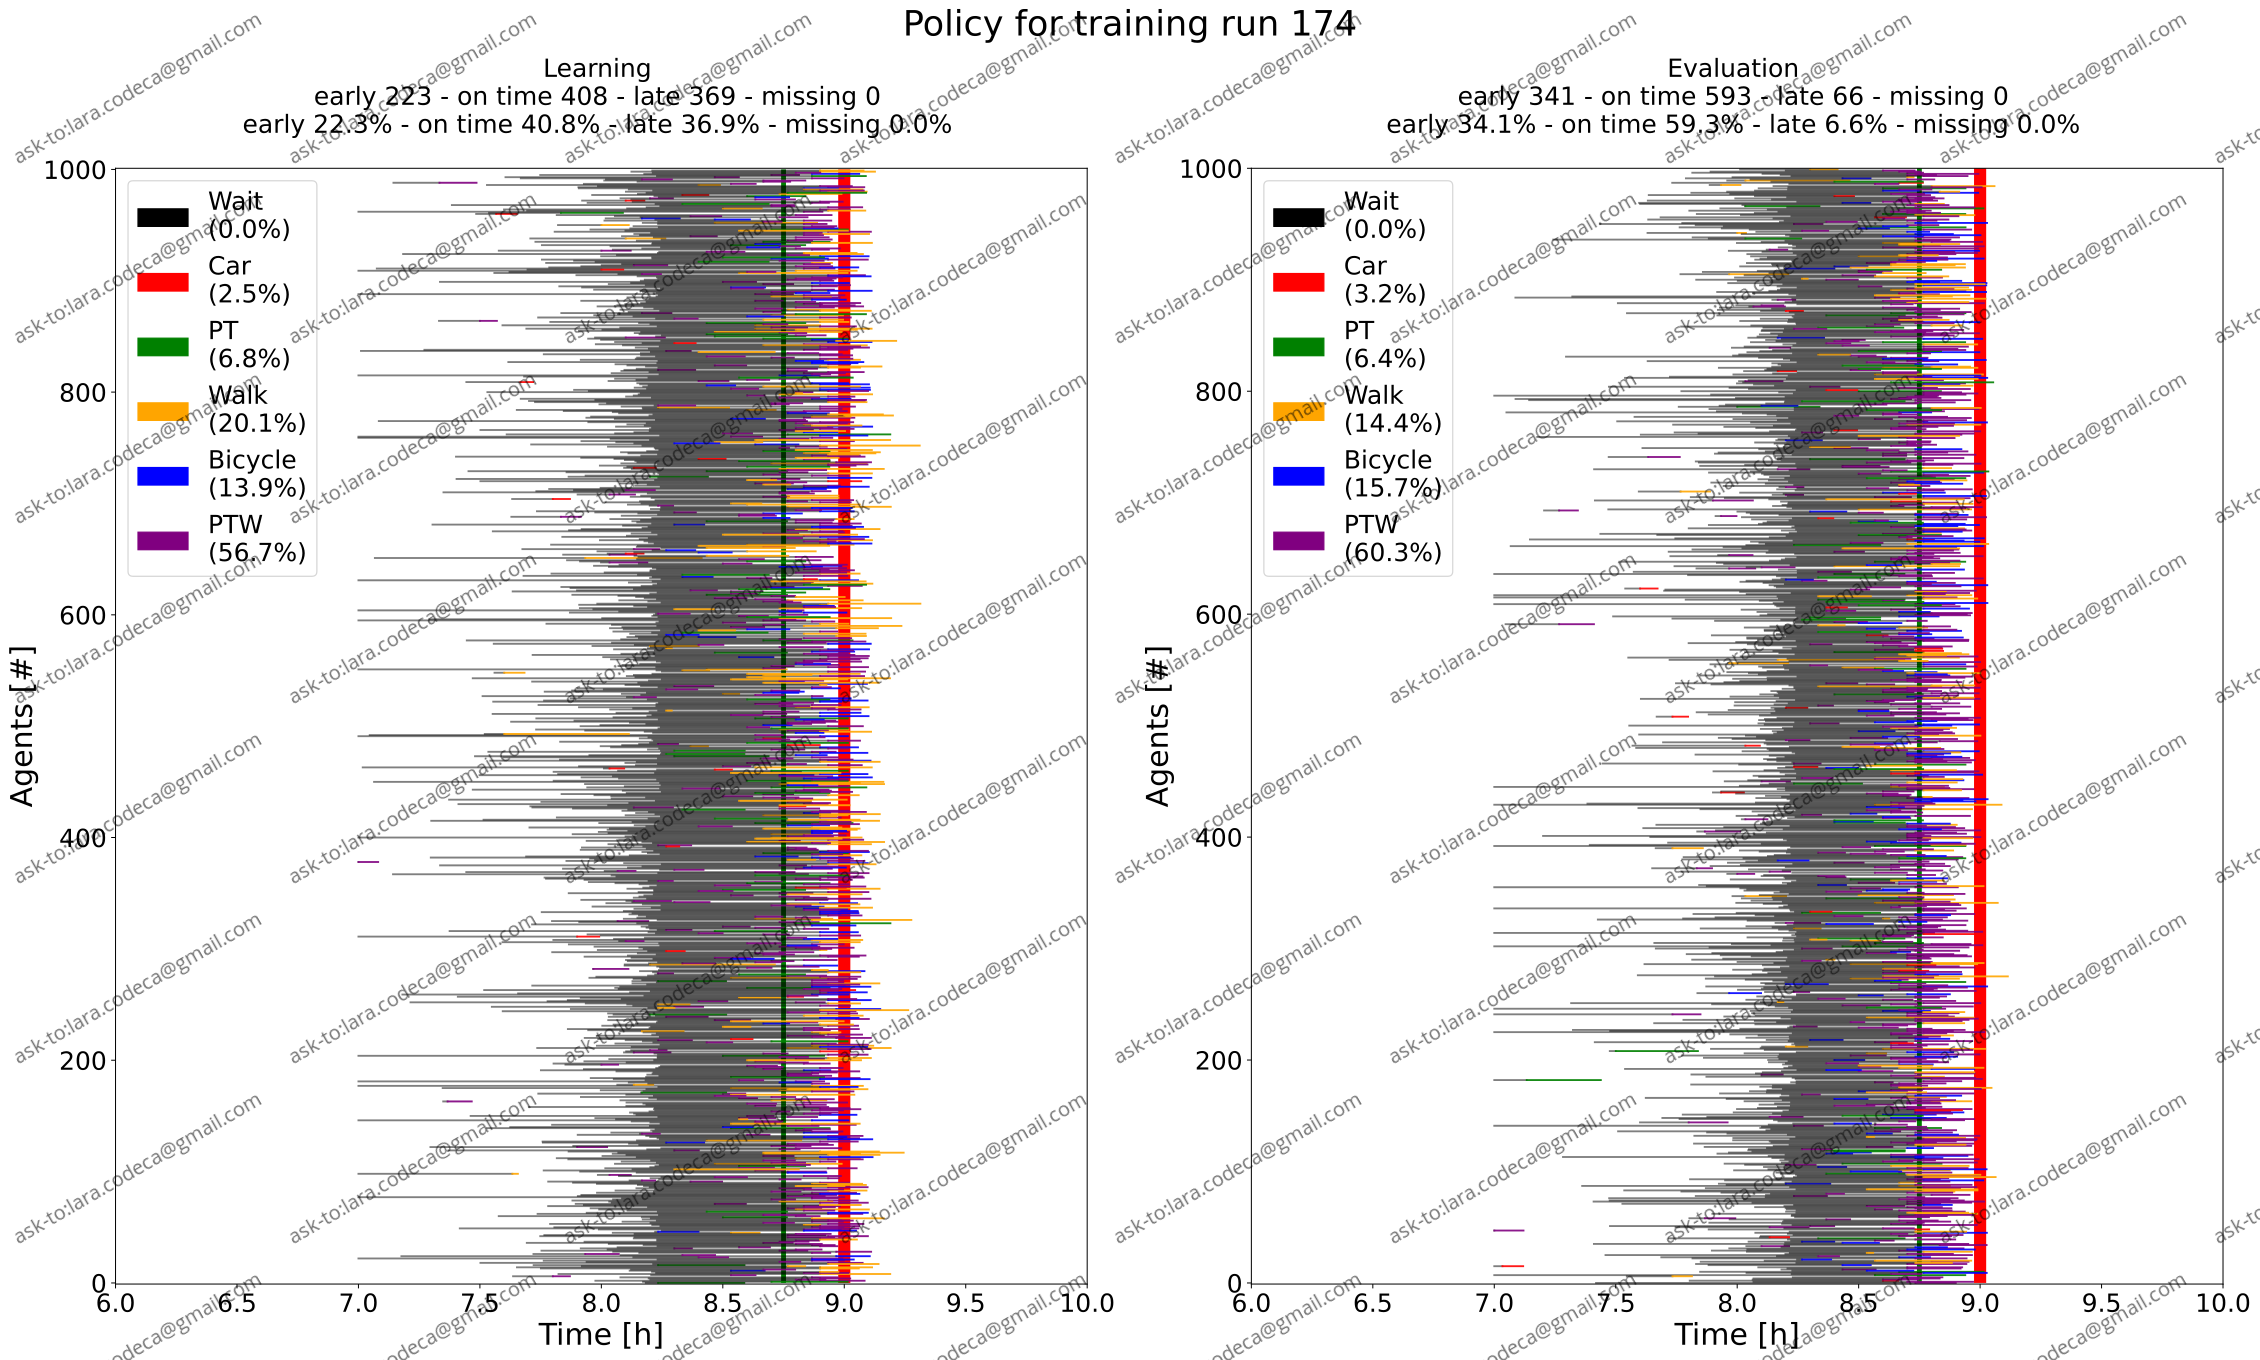 Policy for training run 174
Learning
early 223 - on time 408 - late 369 - missing 0
early 22.3% - on time 40.8% - late 36.9% - missing 0.0%
Agents [#]
1000
800
600
400
200
0
Wait
(0.0%)
Car
(2.5%)
PT
(6.8%)
Walk
(20.1%)
Bicycle
(13.9%)
PTW
(56.7%)
6.0 6.5 7.0 7.5 8.0 8.5 9.0 9.5 10.0
Time [h]
Evaluation
early 341 - on time 593 - late 66 - missing 0
early 34.1% - on time 59.3% - late 6.6% - missing 0.0%
Agents [#]
1000
800
600
400
200
0
Wait
(0.0%)
Car
(3.2%)
PT
(6.4%)
Walk
(14.4%)
Bicycle
(15.7%)
PTW
(60.3%)
6.0 6.5 7.0 7.5 8.0 8.5 9.0 9.5 10.0
Time [h]
ask-to:lara.codeca@gmail.com